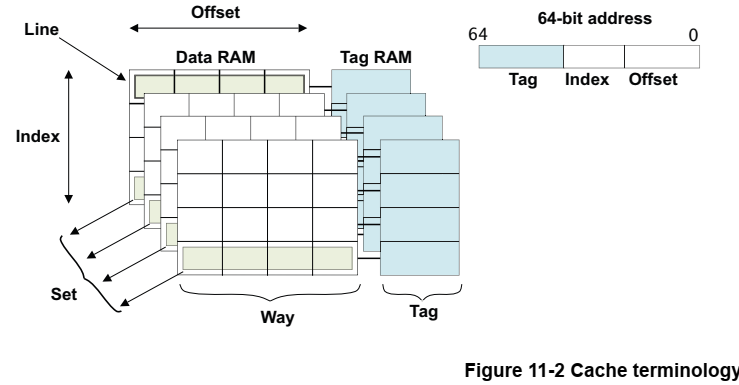 Offset
64-bit address
Line
64 0
Data RAM Tag RAM
Tag Index Offset
Index
Set
Way
Tag
Figure 11-2 Cache terminology